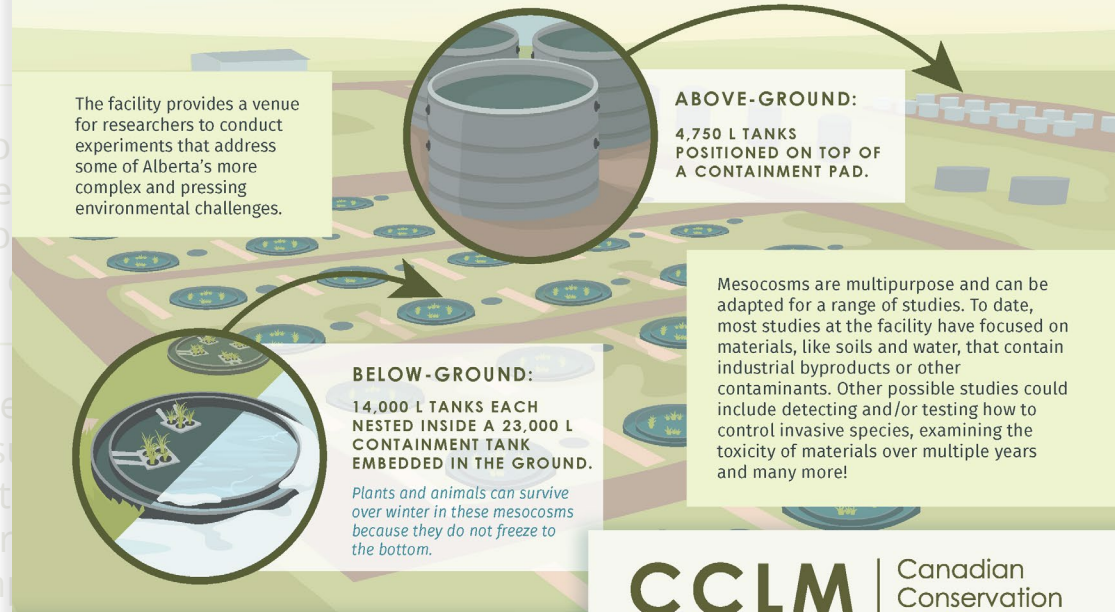 The facility provides a venue
for researchers to conduct
experiments that address
some of Alberta's more
complex and pressing
environmental challenges.
ABOVE-GROUND:
4,750 L TANKS
POSITIONED ON TOP OF
A CONTAINMENT PAD.
Mesocosms are multipurpose and can be
adapted for a range of studies. To date,
most studies at the facility have focused on
materials, like soils and water, that contain
industrial byproducts or other
contaminants. Other possible studies could
include detecting and/or testing how to
control invasive species, examining the
toxicity of materials over multiple years
and many more!
BELOW-GROUND:
14,000 L TANKS EACH
NESTED INSIDE A 23,000 L
CONTAINMENT TANK
EMBEDDED IN THE GROUND.
Plants and animals can survive
over winter in these mesocosms
because they do not freeze to
the bottom.
CCLM
Canadian
Conservation